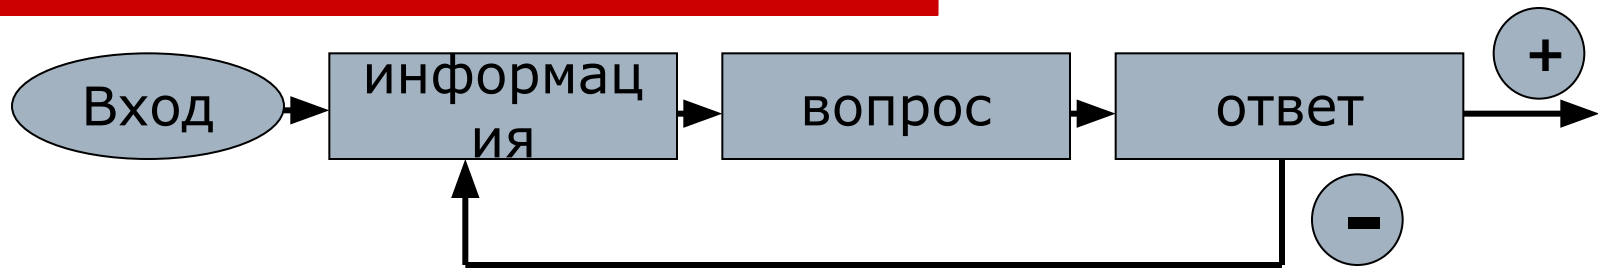 Вход
информац
ия
вопрос
ответ
+
-